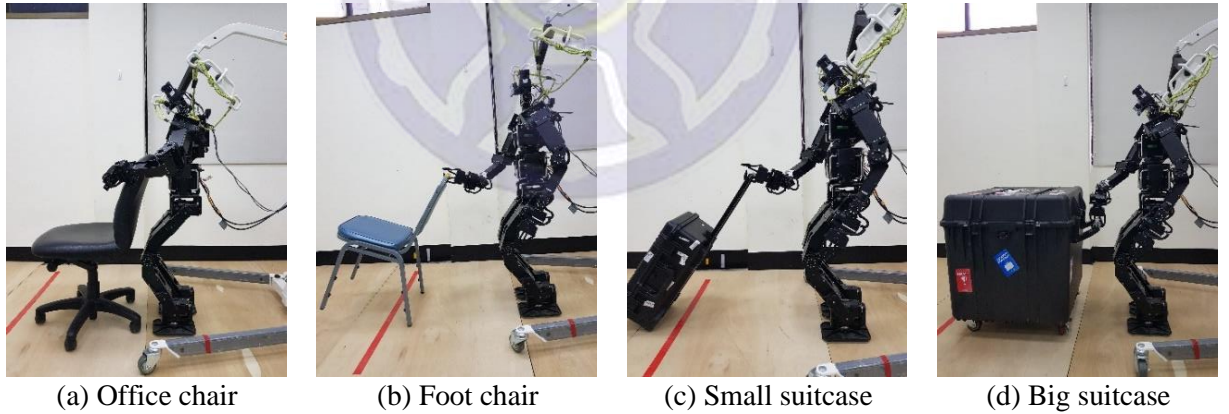 (a) Office chair
(b) Foot chair
(c) Small suitcase
(d) Big suitcase